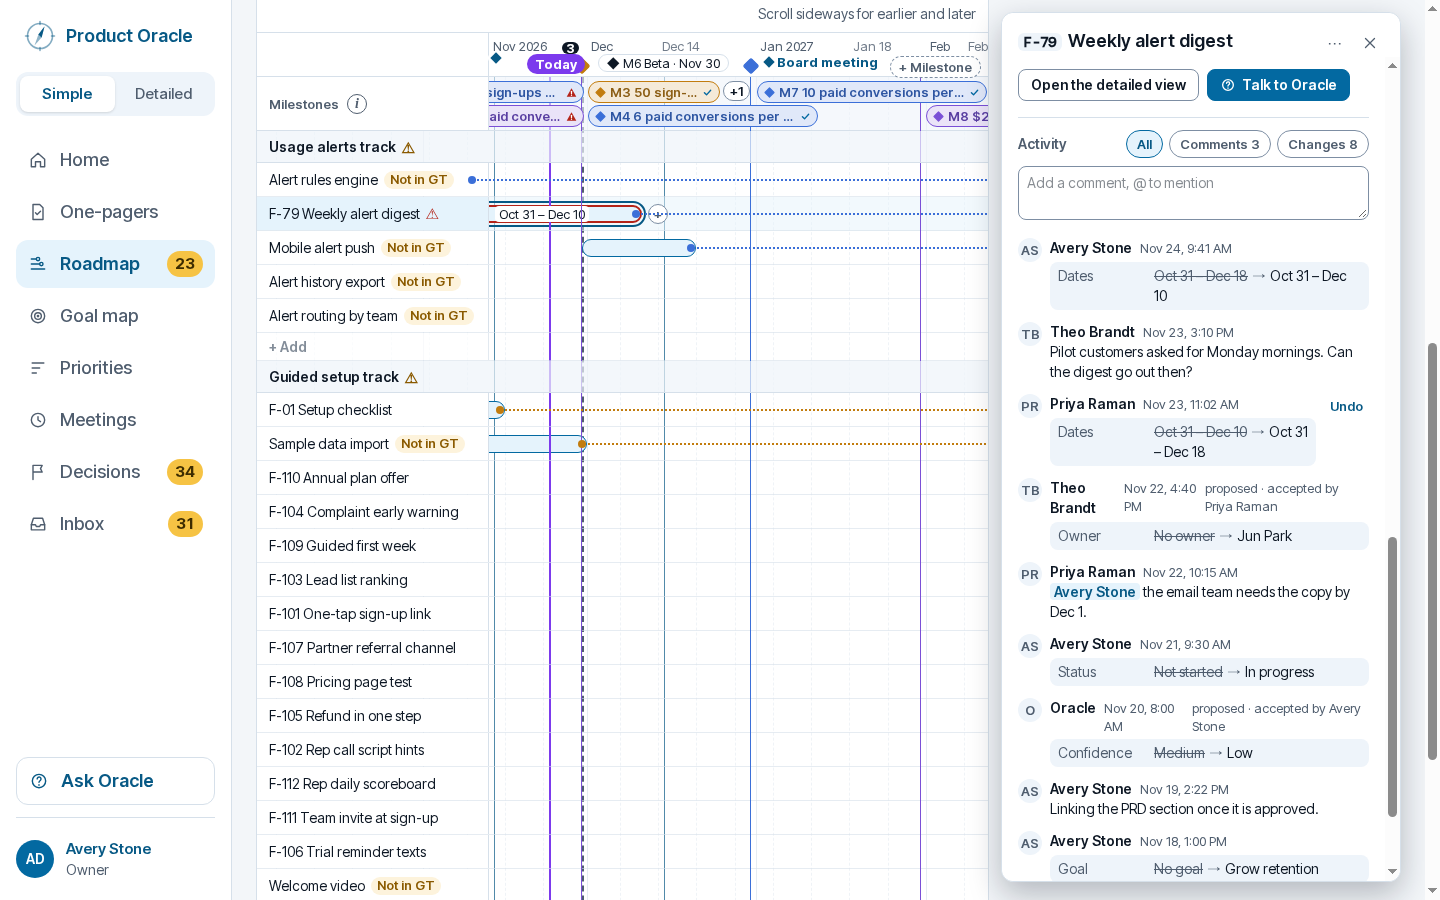 Product Oracle
Simple
Detailed
Home
One-pagers
Roadmap 23
Goal map
Priorities
Meetings
Decisions 34
Inbox 31
Ask Oracle
AD
Avery Stone
Owner
Scroll sideways for earlier and later
Nov 2026
3
Dec
Dec 14
Jan 2027
Jan 18
Feb
Feb
Today
M6 Beta · Nov 30
Board meeting
+ Milestone
Milestones i
sign-ups ...
M3 50 sign-...
+1
M7 10 paid conversions per...
aid conve...
M4 6 paid conversions per ...
M8 $2
Usage alerts track
Alert rules engine Not in GT
F-79 Weekly alert digest
Oct 31 – Dec 10
Mobile alert push Not in GT
Alert history export Not in GT
Alert routing by team Not in GT
+ Add
Guided setup track
F-01 Setup checklist
Sample data import Not in GT
F-110 Annual plan offer
F-104 Complaint early warning
F-109 Guided first week
F-103 Lead list ranking
F-101 One-tap sign-up link
F-107 Partner referral channel
F-108 Pricing page test
F-105 Refund in one step
F-102 Rep call script hints
F-112 Rep daily scoreboard
F-111 Team invite at sign-up
F-106 Trial reminder texts
Welcome video Not in GT
F-79 Weekly alert digest
Open the detailed view
Talk to Oracle
Activity
All
Comments 3
Changes 8
Add a comment, @ to mention
AS Avery Stone Nov 24, 9:41 AM
Dates Oct 31 – Dec 18 → Oct 31 – Dec
10
TB Theo Brandt Nov 23, 3:10 PM
Pilot customers asked for Monday mornings. Can
the digest go out then?
PR Priya Raman Nov 23, 11:02 AM Undo
Dates Oct 31 – Dec 10 → Oct 31
– Dec 18
TB Theo Nov 22, 4:40 proposed · accepted by
Brandt PM Priya Raman
Owner No owner → Jun Park
PR Priya Raman Nov 22, 10:15 AM
Avery Stone the email team needs the copy by
Dec 1.
AS Avery Stone Nov 21, 9:30 AM
Status Not started → In progress
O Oracle Nov 20, 8:00 proposed · accepted by Avery
AM Stone
Confidence Medium → Low
AS Avery Stone Nov 19, 2:22 PM
Linking the PRD section once it is approved.
AS Avery Stone Nov 18, 1:00 PM
Goal No goal → Grow retention